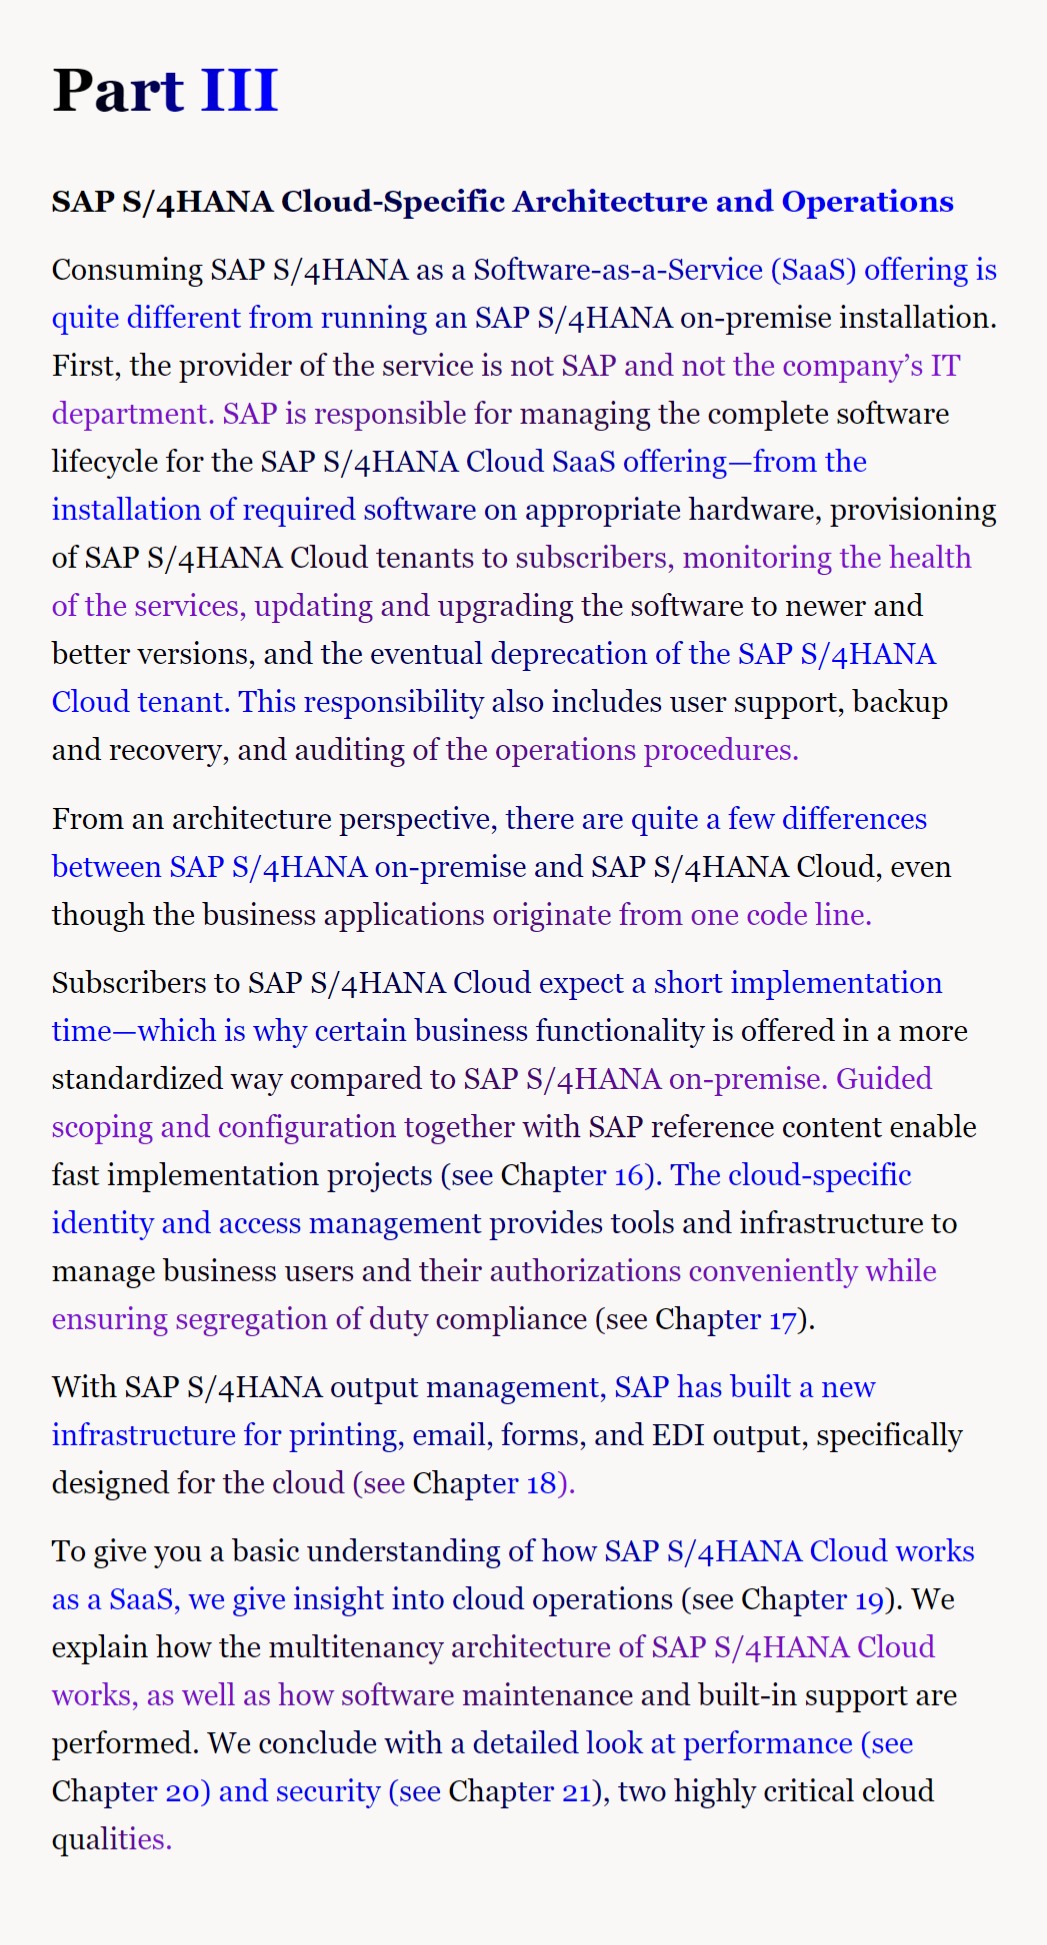 Part III
SAP S/4HANA Cloud-Specific Architecture and Operations
Consuming SAP S/4HANA as a Software-as-a-Service (SaaS) offering is
quite different from running an SAP S/4HANA on-premise installation.
First, the provider of the service is not SAP and not the company’s IT
department. SAP is responsible for managing the complete software
lifecycle for the SAP S/4HANA Cloud SaaS offering—from the
installation of required software on appropriate hardware, provisioning
of SAP S/4HANA Cloud tenants to subscribers, monitoring the health
of the services, updating and upgrading the software to newer and
better versions, and the eventual deprecation of the SAP S/4HANA
Cloud tenant. This responsibility also includes user support, backup
and recovery, and auditing of the operations procedures.
From an architecture perspective, there are quite a few differences
between SAP S/4HANA on-premise and SAP S/4HANA Cloud, even
though the business applications originate from one code line.
Subscribers to SAP S/4HANA Cloud expect a short implementation
time—which is why certain business functionality is offered in a more
standardized way compared to SAP S/4HANA on-premise. Guided
scoping and configuration together with SAP reference content enable
fast implementation projects (see Chapter 16). The cloud-specific
identity and access management provides tools and infrastructure to
manage business users and their authorizations conveniently while
ensuring segregation of duty compliance (see Chapter 17).
With SAP S/4HANA output management, SAP has built a new
infrastructure for printing, email, forms, and EDI output, specifically
designed for the cloud (see Chapter 18).
To give you a basic understanding of how SAP S/4HANA Cloud works
as a SaaS, we give insight into cloud operations (see Chapter 19). We
explain how the multitenancy architecture of SAP S/4HANA Cloud
works, as well as how software maintenance and built-in support are
performed. We conclude with a detailed look at performance (see
Chapter 20) and security (see Chapter 21), two highly critical cloud
qualities.